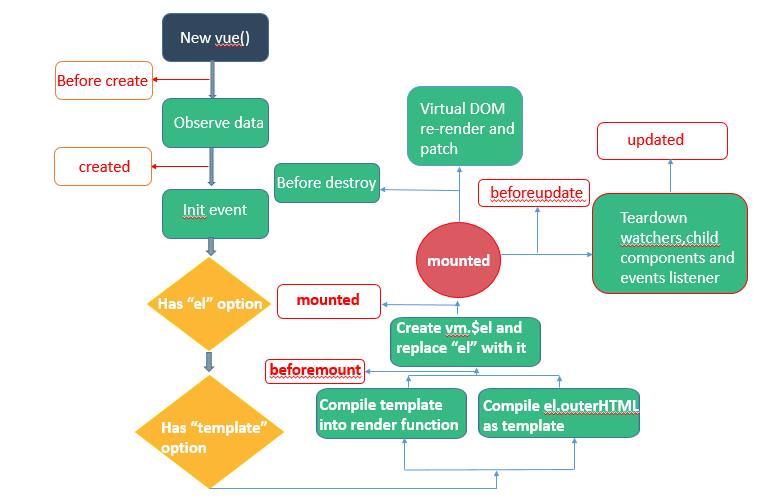 New vue()
Before create
Observe data
created
Init event
Has “el” option
Has “template”
option
Virtual DOM
re-render and
patch
Before destroy
beforeupdate
updated
Teardown
watchers,child
components and
events listener
mounted
mounted
Create vm.$el and
replace “el” with it
beforemount
Compile template
into render function
Compile el.outerHTML
as template